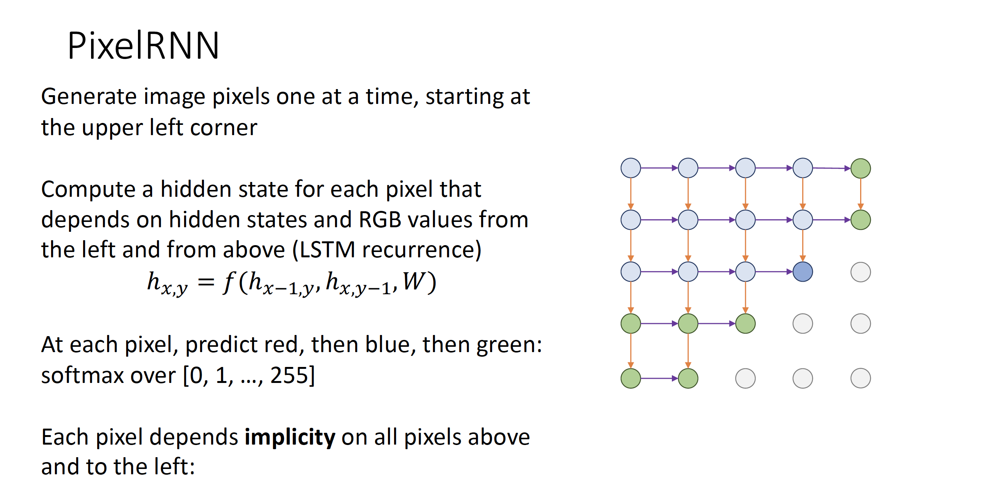 PixelRNN
Generate image pixels one at a time, starting at
the upper left corner
Compute a hidden state for each pixel that
depends on hidden states and RGB values from
the left and from above (LSTM recurrence)
h_{x,y} = f(h_{x−1,y}, h_{x,y−1}, W)
At each pixel, predict red, then blue, then green:
softmax over [0, 1, …, 255]
Each pixel depends implicity on all pixels above
and to the left: